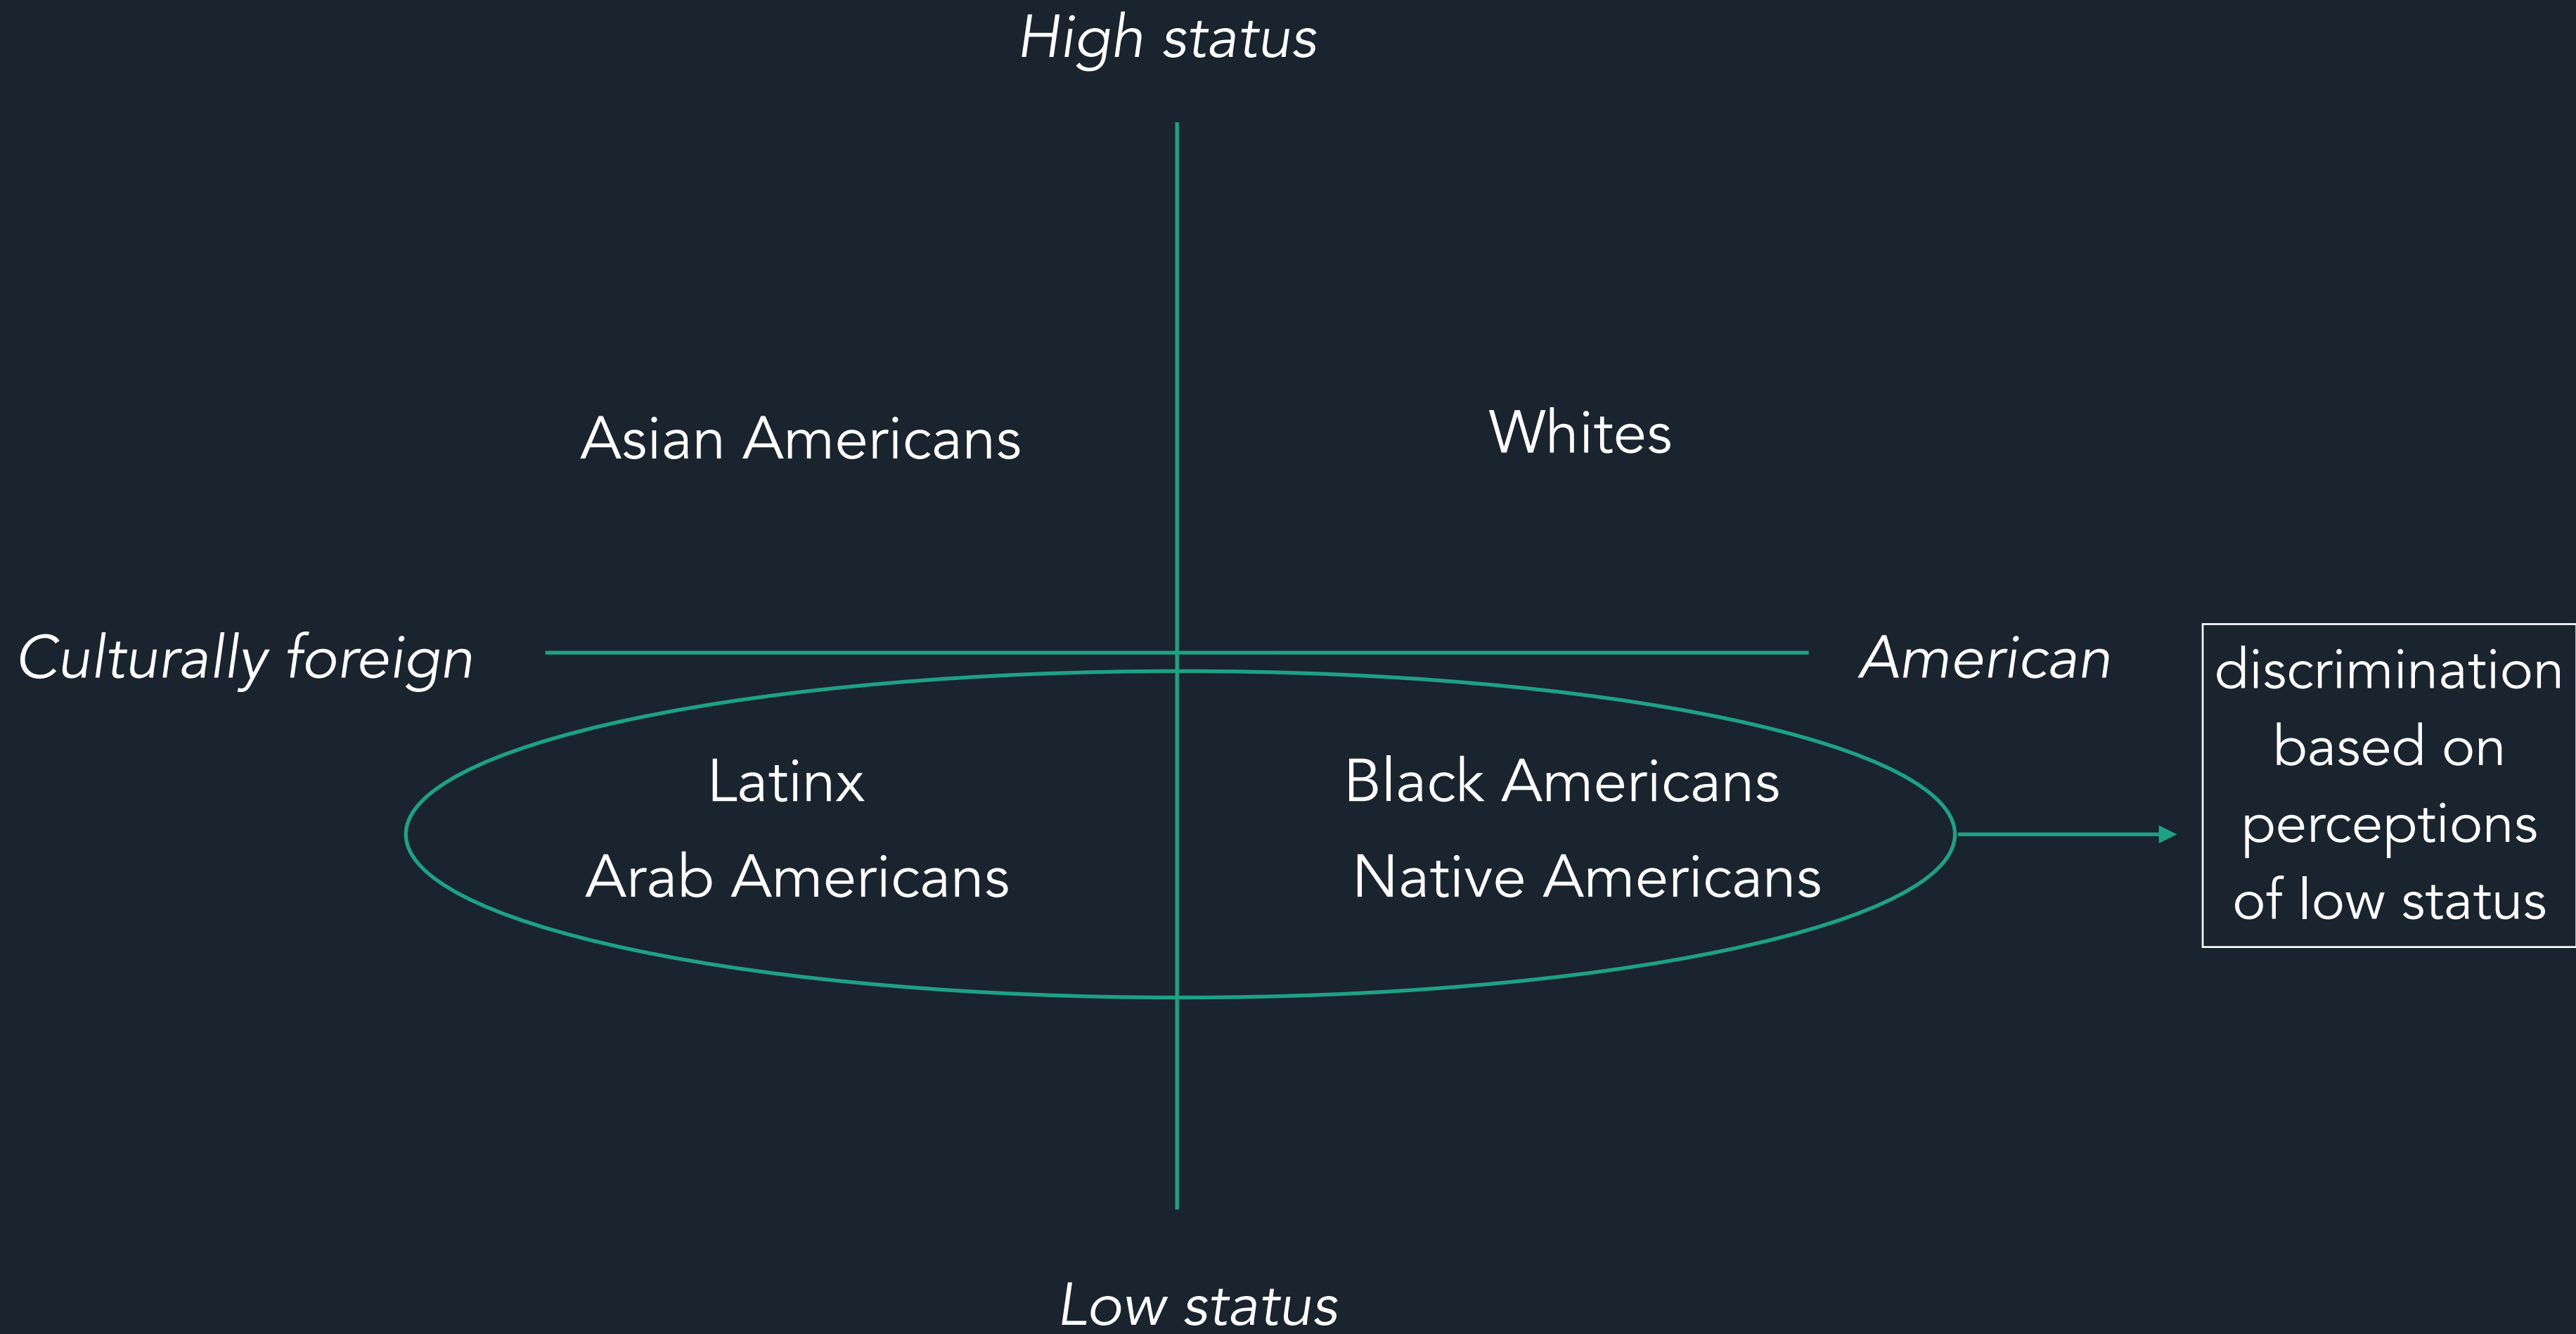 High status
Asian Americans
Whites
Culturally foreign
American
discrimination
based on
perceptions
of low status
Latinx
Black Americans
Arab Americans
Native Americans
Low status